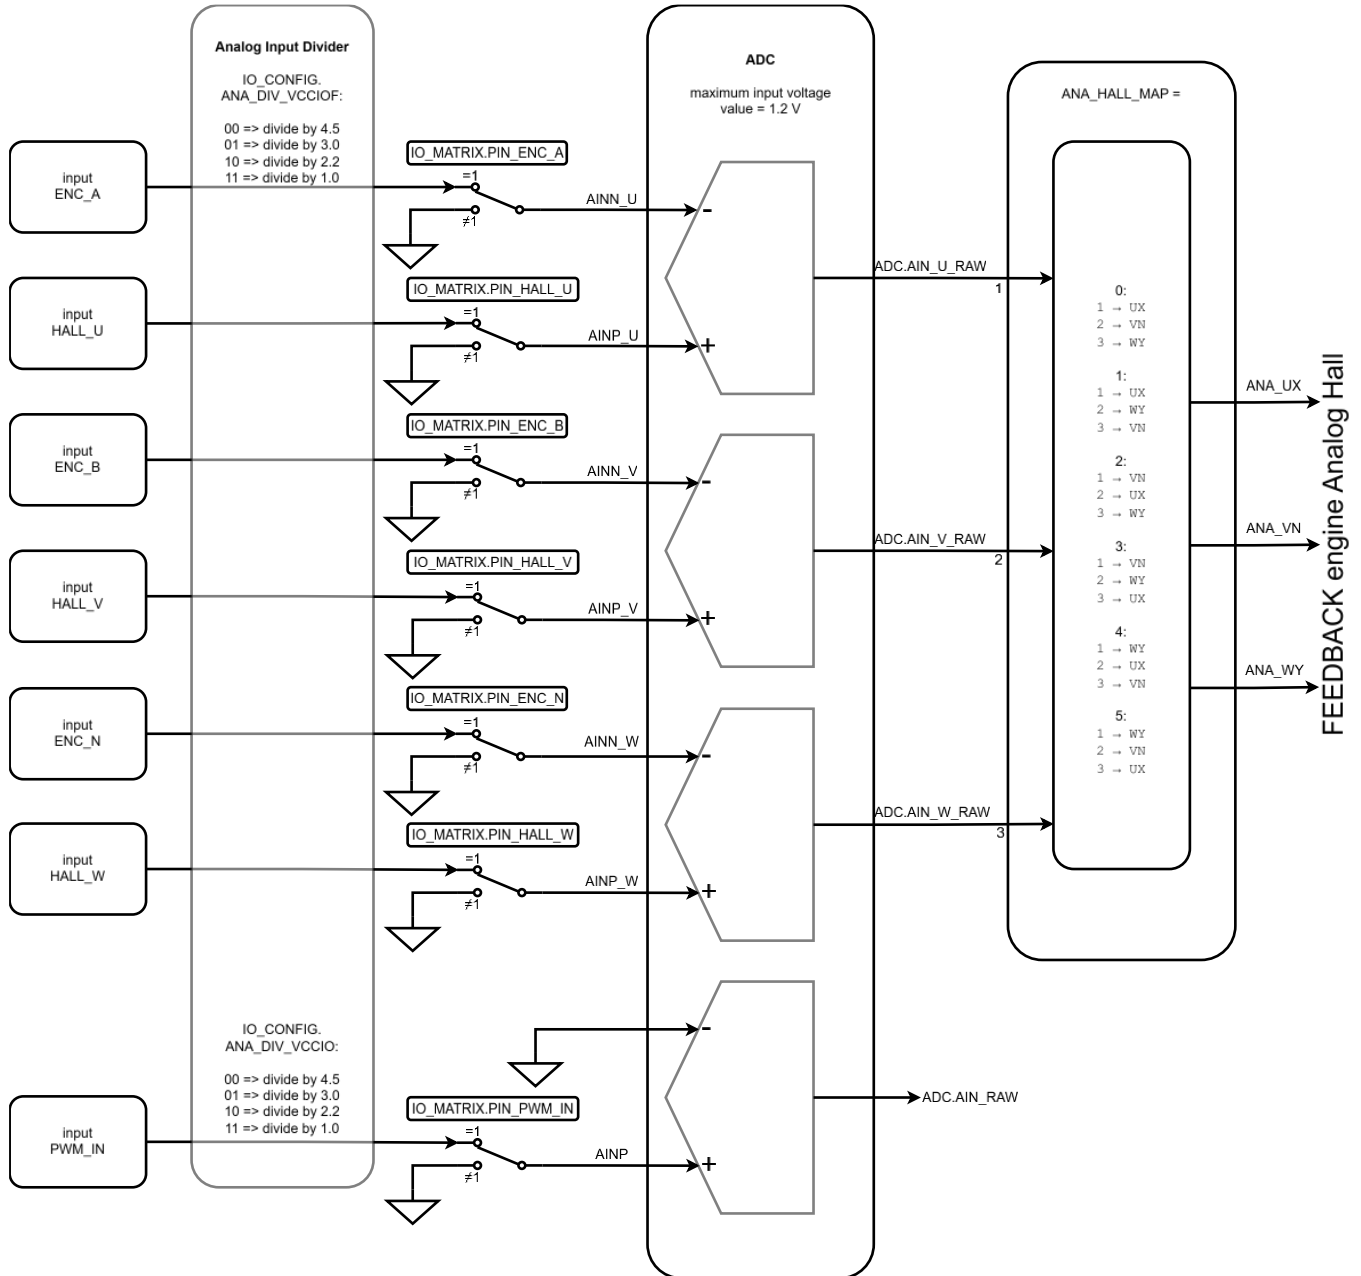 Analog Input Divider
IO_CONFIG.
ANA_DIV_VCCIOF:
00 => divide by 4.5
01 => divide by 3.0
10 => divide by 2.2
11 => divide by 1.0
input
ENC_A
IO_MATRIX.PIN_ENC_A
=1
≠1
AINN_U
input
HALL_U
IO_MATRIX.PIN_HALL_U
=1
≠1
AINP_U
input
ENC_B
IO_MATRIX.PIN_ENC_B
=1
≠1
AINN_V
input
HALL_V
IO_MATRIX.PIN_HALL_V
=1
≠1
AINP_V
input
ENC_N
IO_MATRIX.PIN_ENC_N
=1
≠1
AINN_W
input
HALL_W
IO_MATRIX.PIN_HALL_W
=1
≠1
AINP_W
IO_CONFIG.
ANA_DIV_VCCIO:
00 => divide by 4.5
01 => divide by 3.0
10 => divide by 2.2
11 => divide by 1.0
input
PWM_IN
IO_MATRIX.PIN_PWM_IN
=1
≠1
AINP
ADC
maximum input voltage
value = 1.2 V
-
+
-
+
-
+
-
+
ADC.AIN_U_RAW
1
ADC.AIN_V_RAW
2
ADC.AIN_W_RAW
3
ADC.AIN_RAW
ANA_HALL_MAP =
0:
1 → UX
2 → VN
3 → WY
1:
1 → UX
2 → WY
3 → VN
2:
1 → VN
2 → UX
3 → WY
3:
1 → VN
2 → WY
3 → UX
4:
1 → WY
2 → UX
3 → VN
5:
1 → WY
2 → VN
3 → UX
ANA_UX
ANA_VN
ANA_WY
FEEDBACK engine Analog Hall